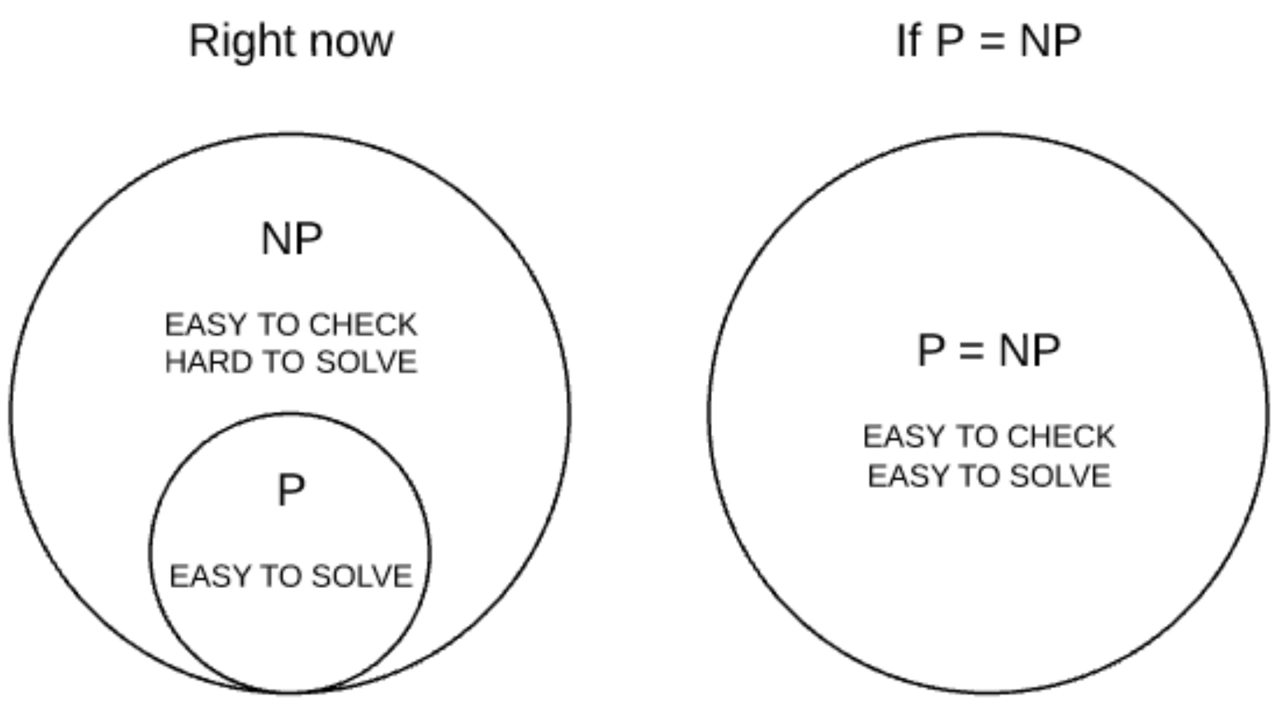 Right now
NP
EASY TO CHECK
HARD TO SOLVE
P
EASY TO SOLVE
If P = NP
P = NP
EASY TO CHECK
EASY TO SOLVE